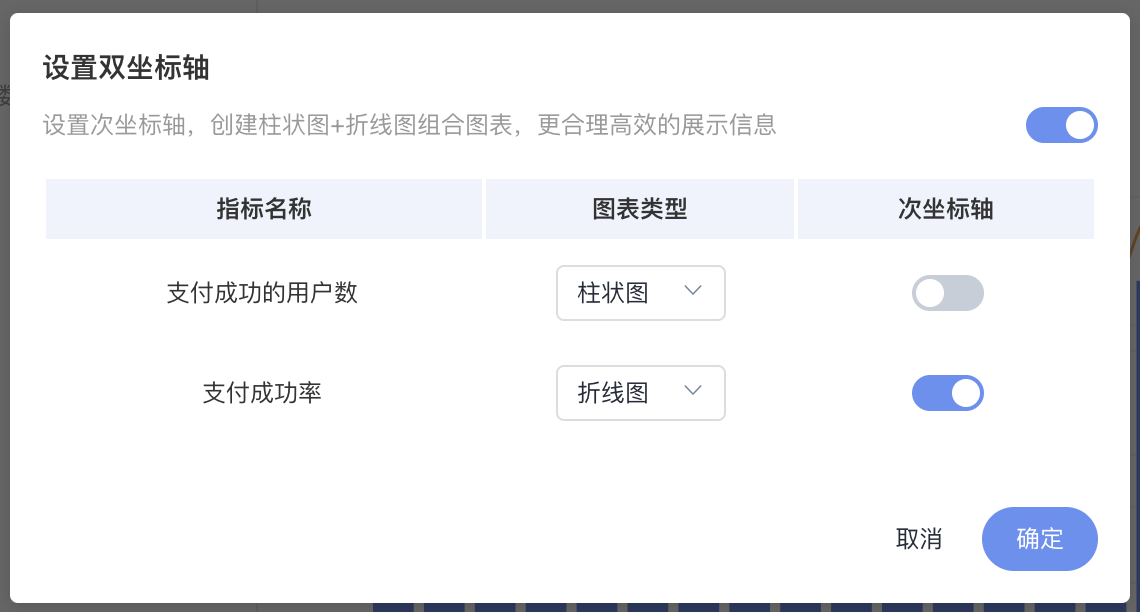 设置双坐标轴
设置次坐标轴，创建柱状图+折线图组合图表，更合理高效的展示信息
指标名称 图表类型 次坐标轴
支付成功的用户数 柱状图
支付成功率 折线图
取消 确定